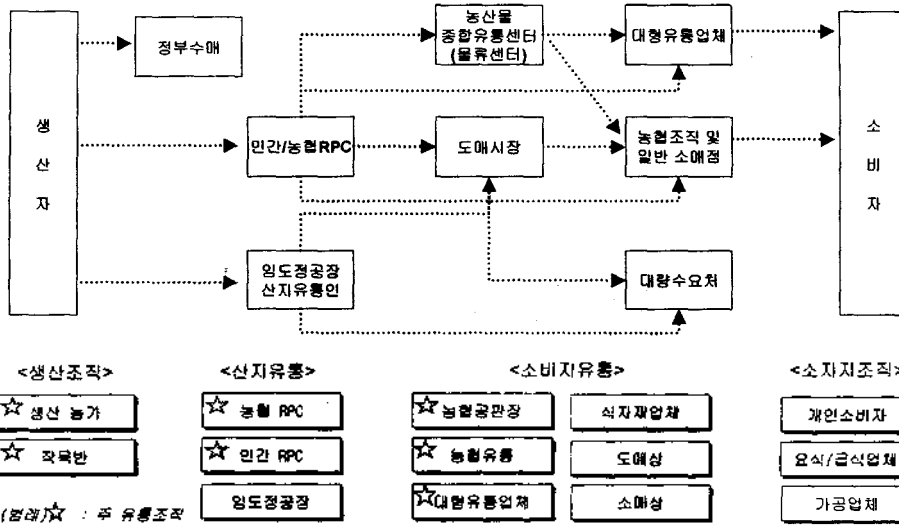 생
산
자
정부수매
농산물
종합유통센터
(물류센터)
대형유통업체
민간/농협RPC
도매시장
농협조직 및
일반 소매점
임도정공장
산지유통인
대량수요처
소
비
자
<생산조직>
<산지유통>
<소비자유통>
<소자지조직>
☆ 생산 농가
☆ 작목반
☆ 농협 RPC
☆ 민간 RPC
임도정공장
☆ 농협공판장
☆ 농협유통
☆ 대형유통업체
식자재업체
도매상
소매상
개인소비자
요식/급식업체
가공업체
(범례)☆ : 주 유통조직